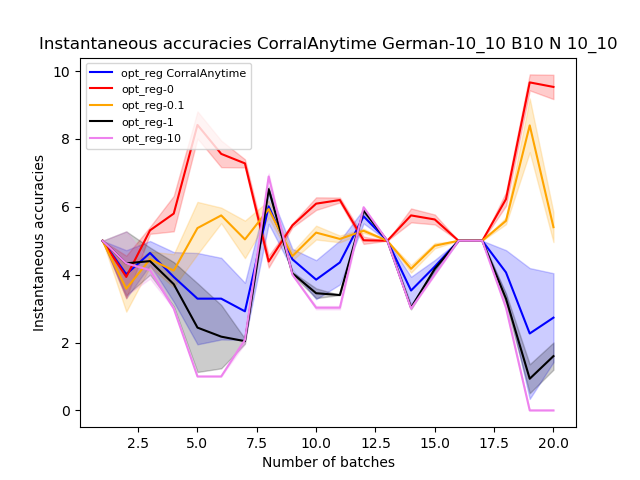 Instantaneous accuracies CorralAnytime German-10_10 B10 N 10_10
opt_reg CorralAnytime
opt_reg-0
opt_reg-0.1
opt_reg-1
opt_reg-10
Instantaneous accuracies
10
8
6
4
2
0
2.5 5.0 7.5 10.0 12.5 15.0 17.5 20.0
Number of batches